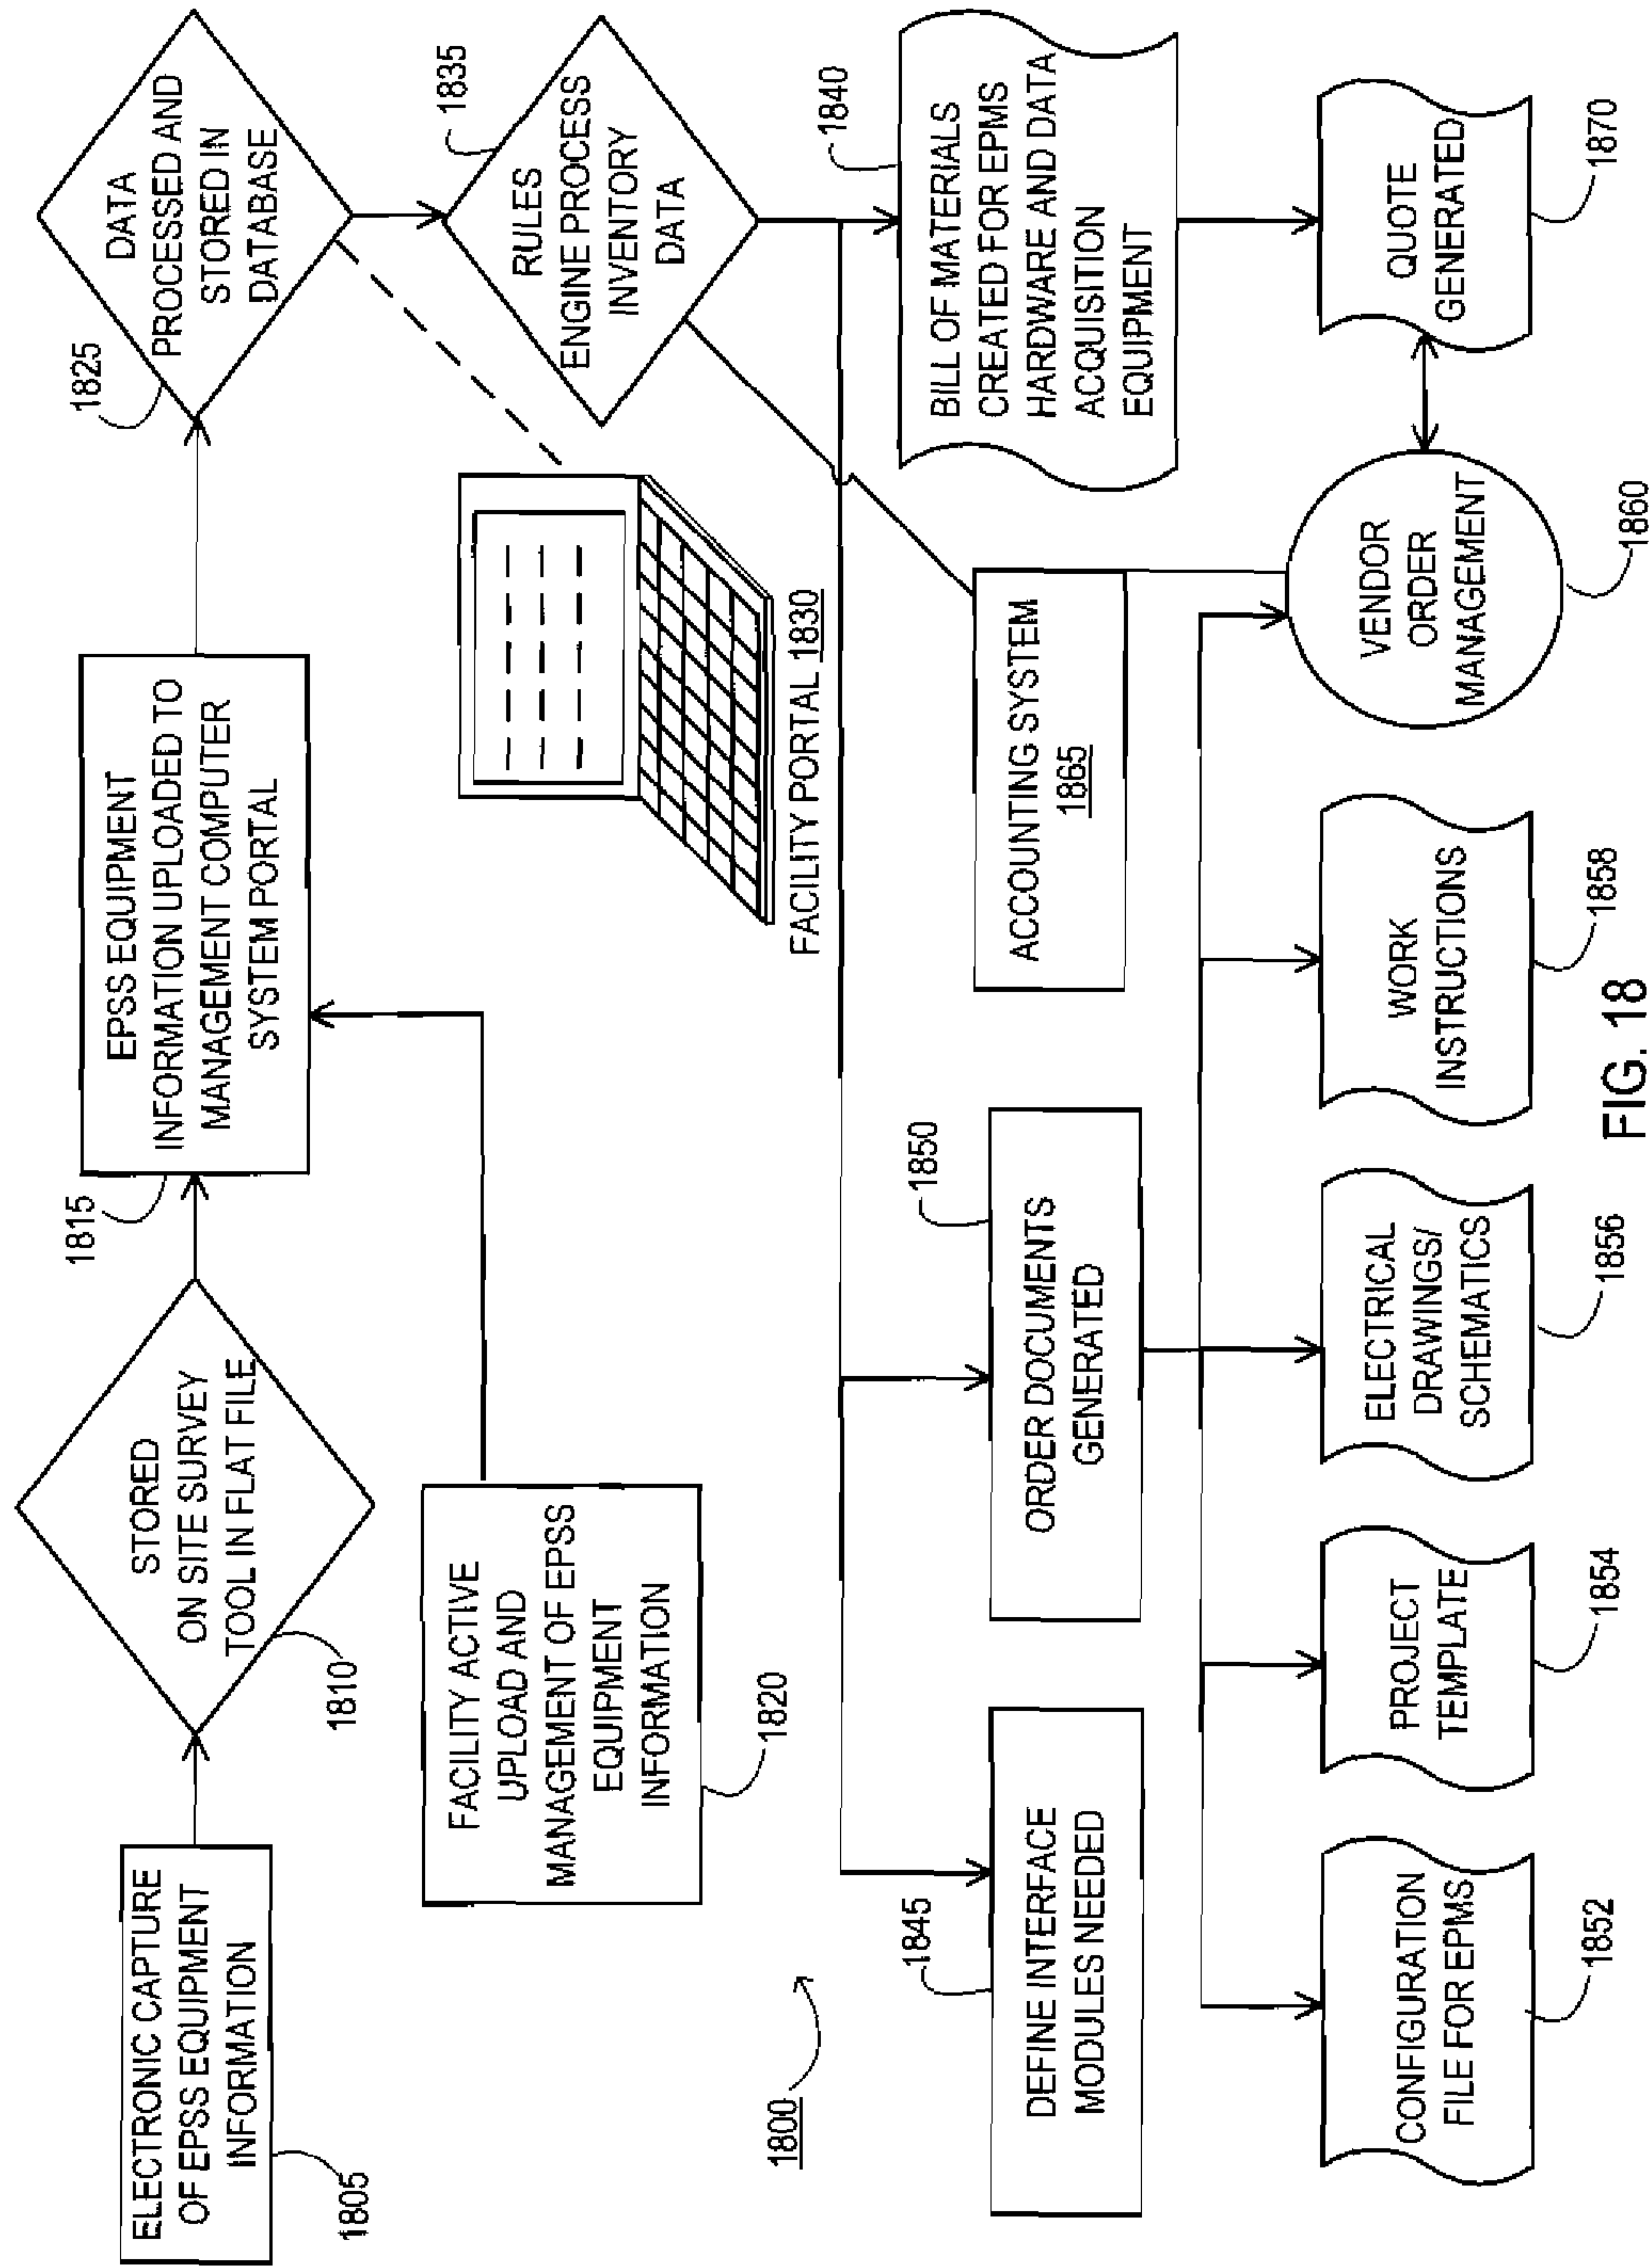 ELECTRONIC CAPTURE
OF EPSS EQUIPMENT
INFORMATION
1805
STORED
ON SITE SURVEY
TOOL IN FLAT FILE
1810
EPSS EQUIPMENT
INFORMATION UPLOADED TO
MANAGEMENT COMPUTER
SYSTEM PORTAL
1815
DATA
PROCESSED AND
STORED IN
DATABASE
1825
FACILITY ACTIVE
UPLOAD AND
MANAGEMENT OF EPSS
EQUIPMENT
INFORMATION
1820
FACILITY PORTAL 1830
RULES
ENGINE PROCESS
INVENTORY
DATA
1835
1800
DEFINE INTERFACE
MODULES NEEDED
1845
ORDER DOCUMENTS
GENERATED
1850
ACCOUNTING SYSTEM
1865
BILL OF MATERIALS
CREATED FOR EPMS
HARDWARE AND DATA
ACQUISITION
EQUIPMENT
1840
CONFIGURATION
FILE FOR EPMS
1852
PROJECT
TEMPLATE
1854
ELECTRICAL
DRAWINGS/
SCHEMATICS
1856
WORK
INSTRUCTIONS
1858
VENDOR
ORDER
MANAGEMENT
1860
QUOTE
GENERATED
1870
FIG. 18